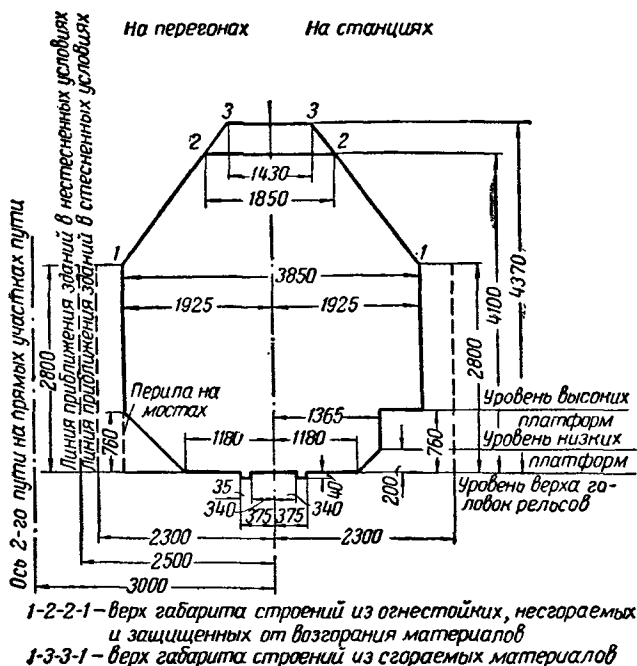 На перегонах
На станциях
Ось 2-го пути на прямых участках пути
Линия приближения зданий в нестесненных условиях
Линия приближения зданий в стесненных условиях
3 3
2 2
1430
1850
1 1
3850
1925 1925
2800
760
Перила на
мостах
1180 1180
1365
4370
4100
2800
760
200
40
Уровень высоких
платформ
Уровень низких
платформ
Уровень верха га-
ловок рельсов
35
340 340
375 375
2300 2300
2500
3000
1-2-2-1 – верх габарита строений из огнестойких, несгораемых
и защищенных от возгорания материалов
1-3-3-1 – верх габарита строений из сгораемых материалов